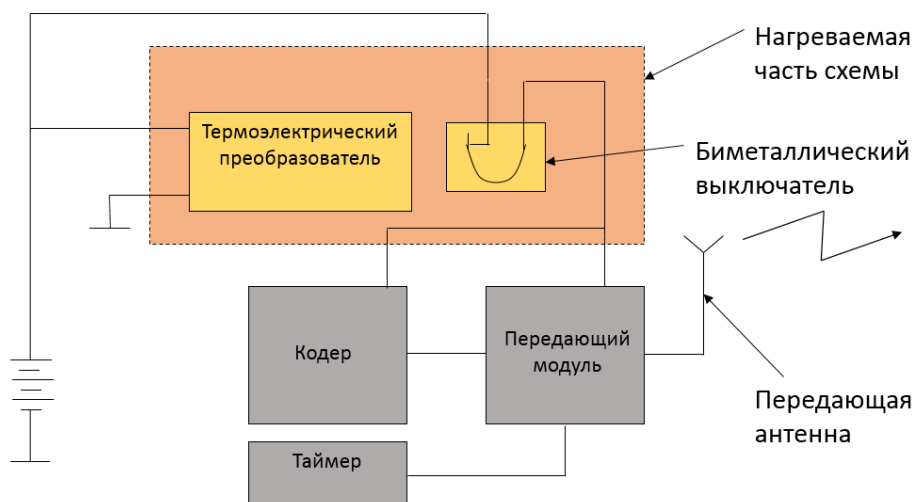 Нагреваемая
часть схемы
Термоэлектрический
преобразователь
Биметаллический
выключатель
Кодер
Передающий
модуль
Передающая
антенна
Таймер